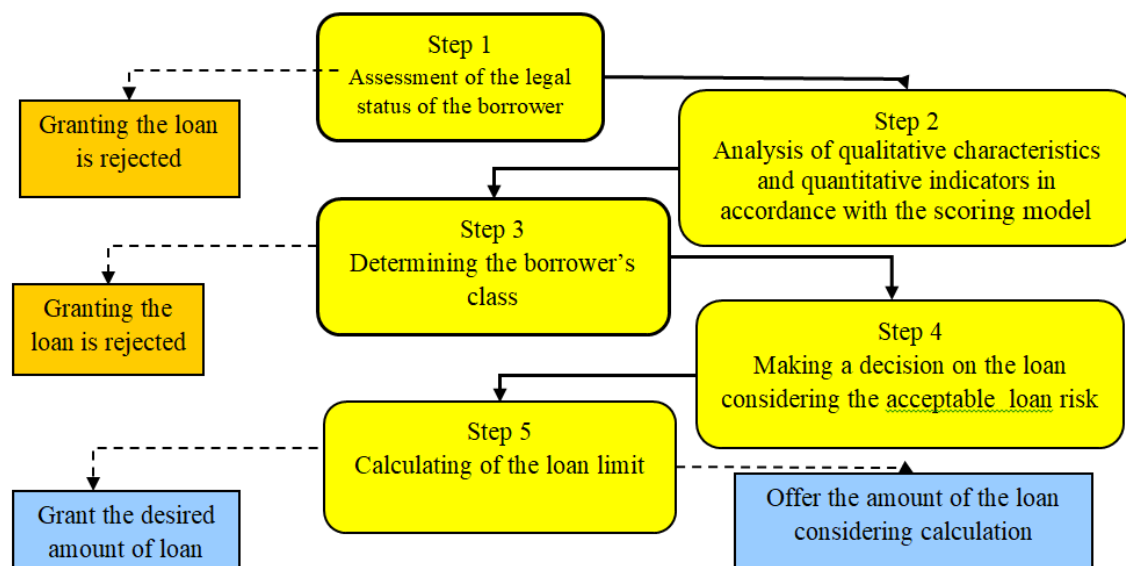 Step 1
Assessment of the legal
status of the borrower
Granting the loan
is rejected
Step 2
Analysis of qualitative characteristics
and quantitative indicators in
accordance with the scoring model
Step 3
Determining the borrower’s
class
Granting the
loan is rejected
Step 4
Making a decision on the loan
considering the acceptable loan risk
Step 5
Calculating of the loan limit
Grant the desired
amount of loan
Offer the amount of the loan
considering calculation